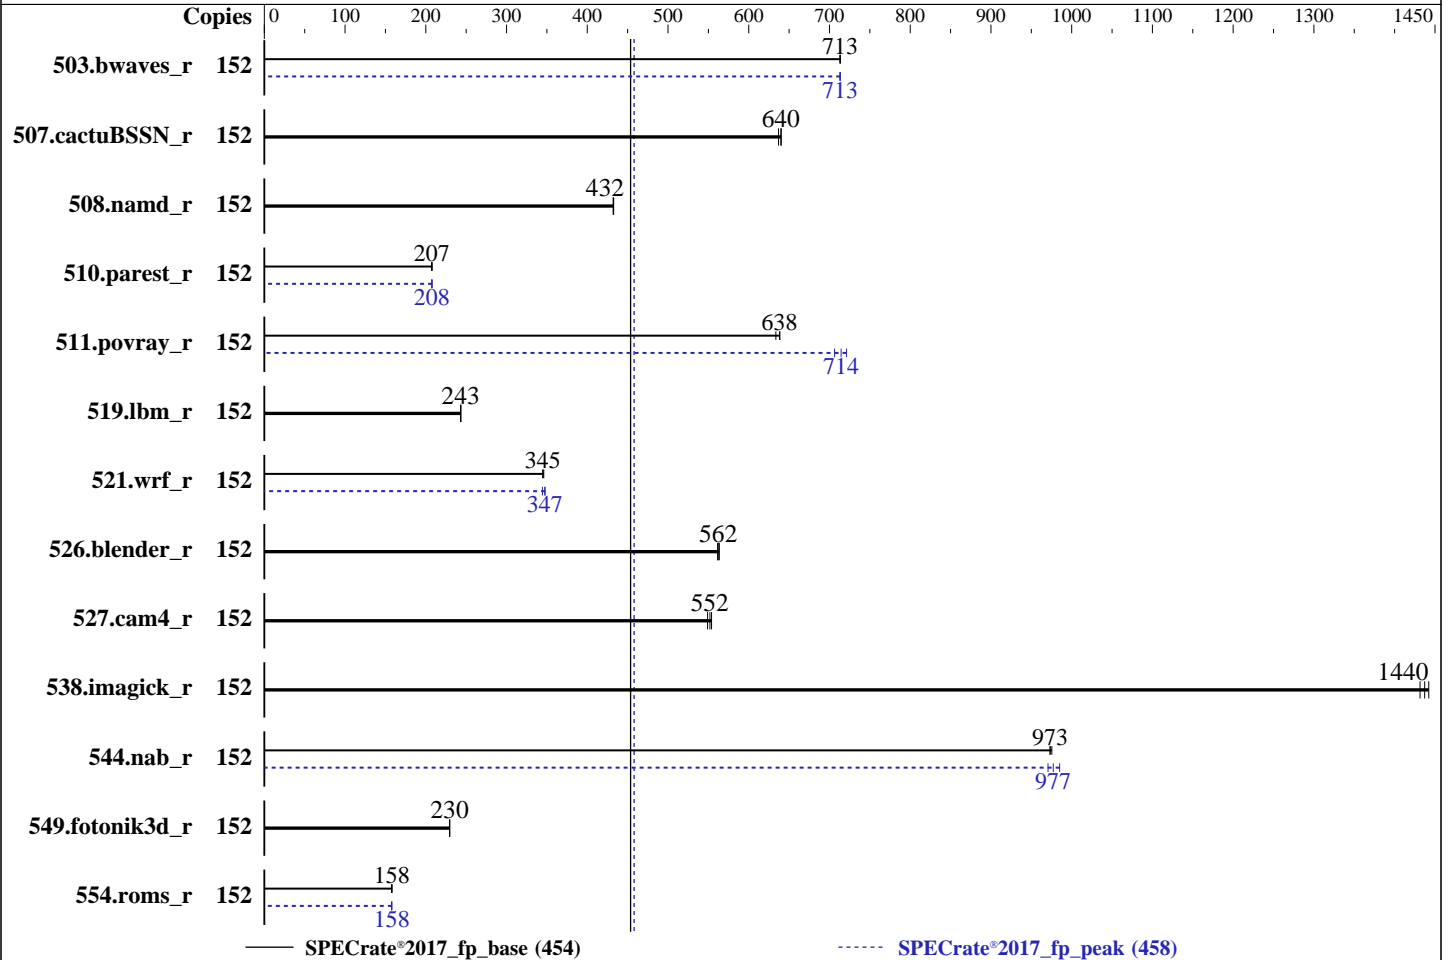 Copies 0 100 200 300 400 500 600 700 800 900 1000 1100 1200 1300 1450
503.bwaves_r 152 713
713
507.cactuBSSN_r 152 640
508.namd_r 152 432
510.parest_r 152 207
208
511.povray_r 152 638
714
519.lbm_r 152 243
521.wrf_r 152 345
347
526.blender_r 152 562
527.cam4_r 152 552
538.imagick_r 152 1440
544.nab_r 152 973
977
549.fotonik3d_r 152 230
554.roms_r 152 158
158
SPECrate®2017_fp_base (454) SPECrate®2017_fp_peak (458)